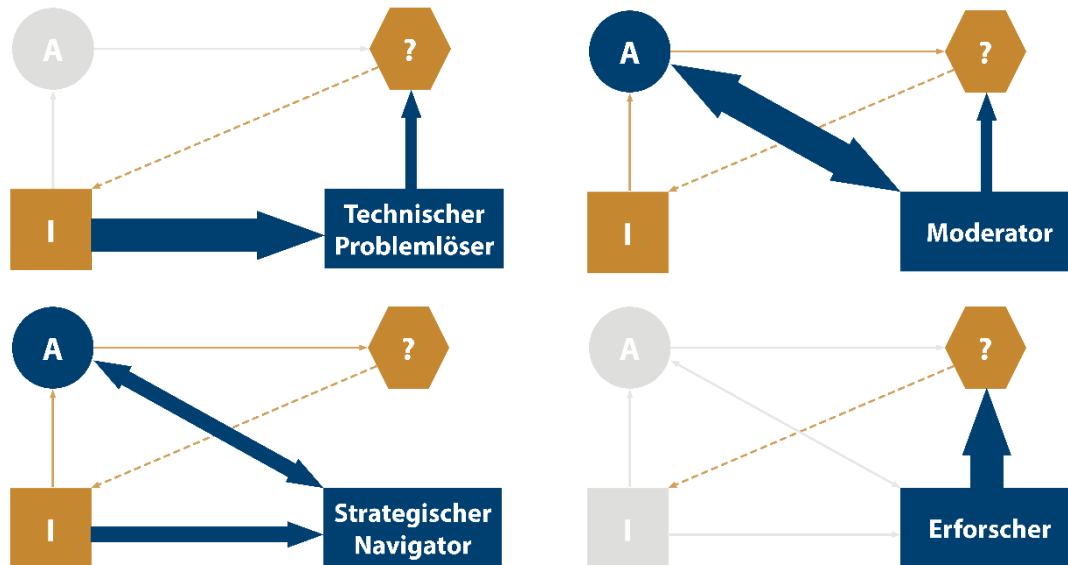 A
?
I
Technischer
Problemlöser
A
?
I
Moderator
A
?
I
Strategischer
Navigator
A
?
I
Erforscher